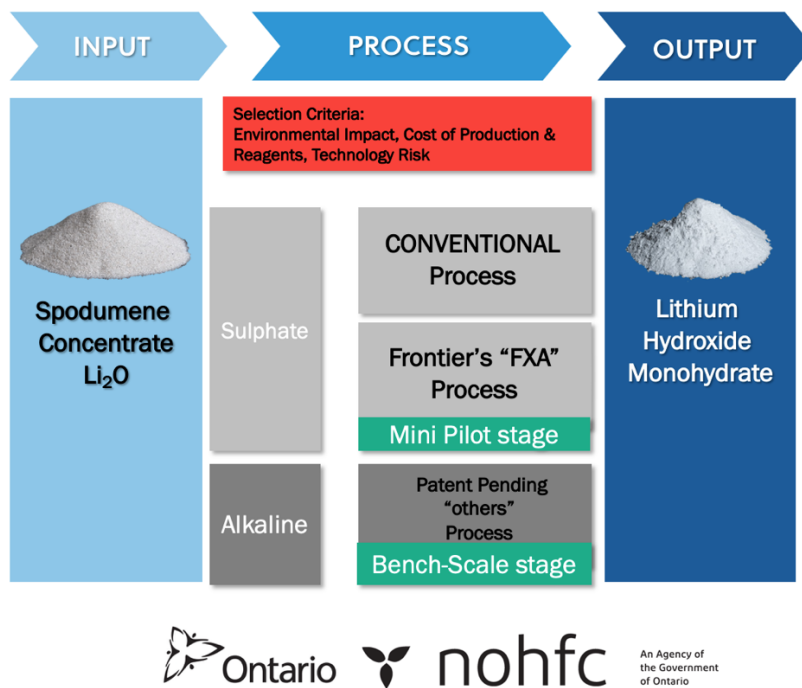 INPUT
PROCESS
OUTPUT
Selection Criteria:
Environmental Impact, Cost of Production &
Reagents, Technology Risk
Spodumene
Concentrate
Li₂O
Sulphate
CONVENTIONAL
Process
Frontier's "FXA"
Process
Mini Pilot stage
Alkaline
Patent Pending
"others"
Process
Bench-Scale stage
Lithium
Hydroxide
Monohydrate
Ontario
nohfc
An Agency of
the Government
of Ontario